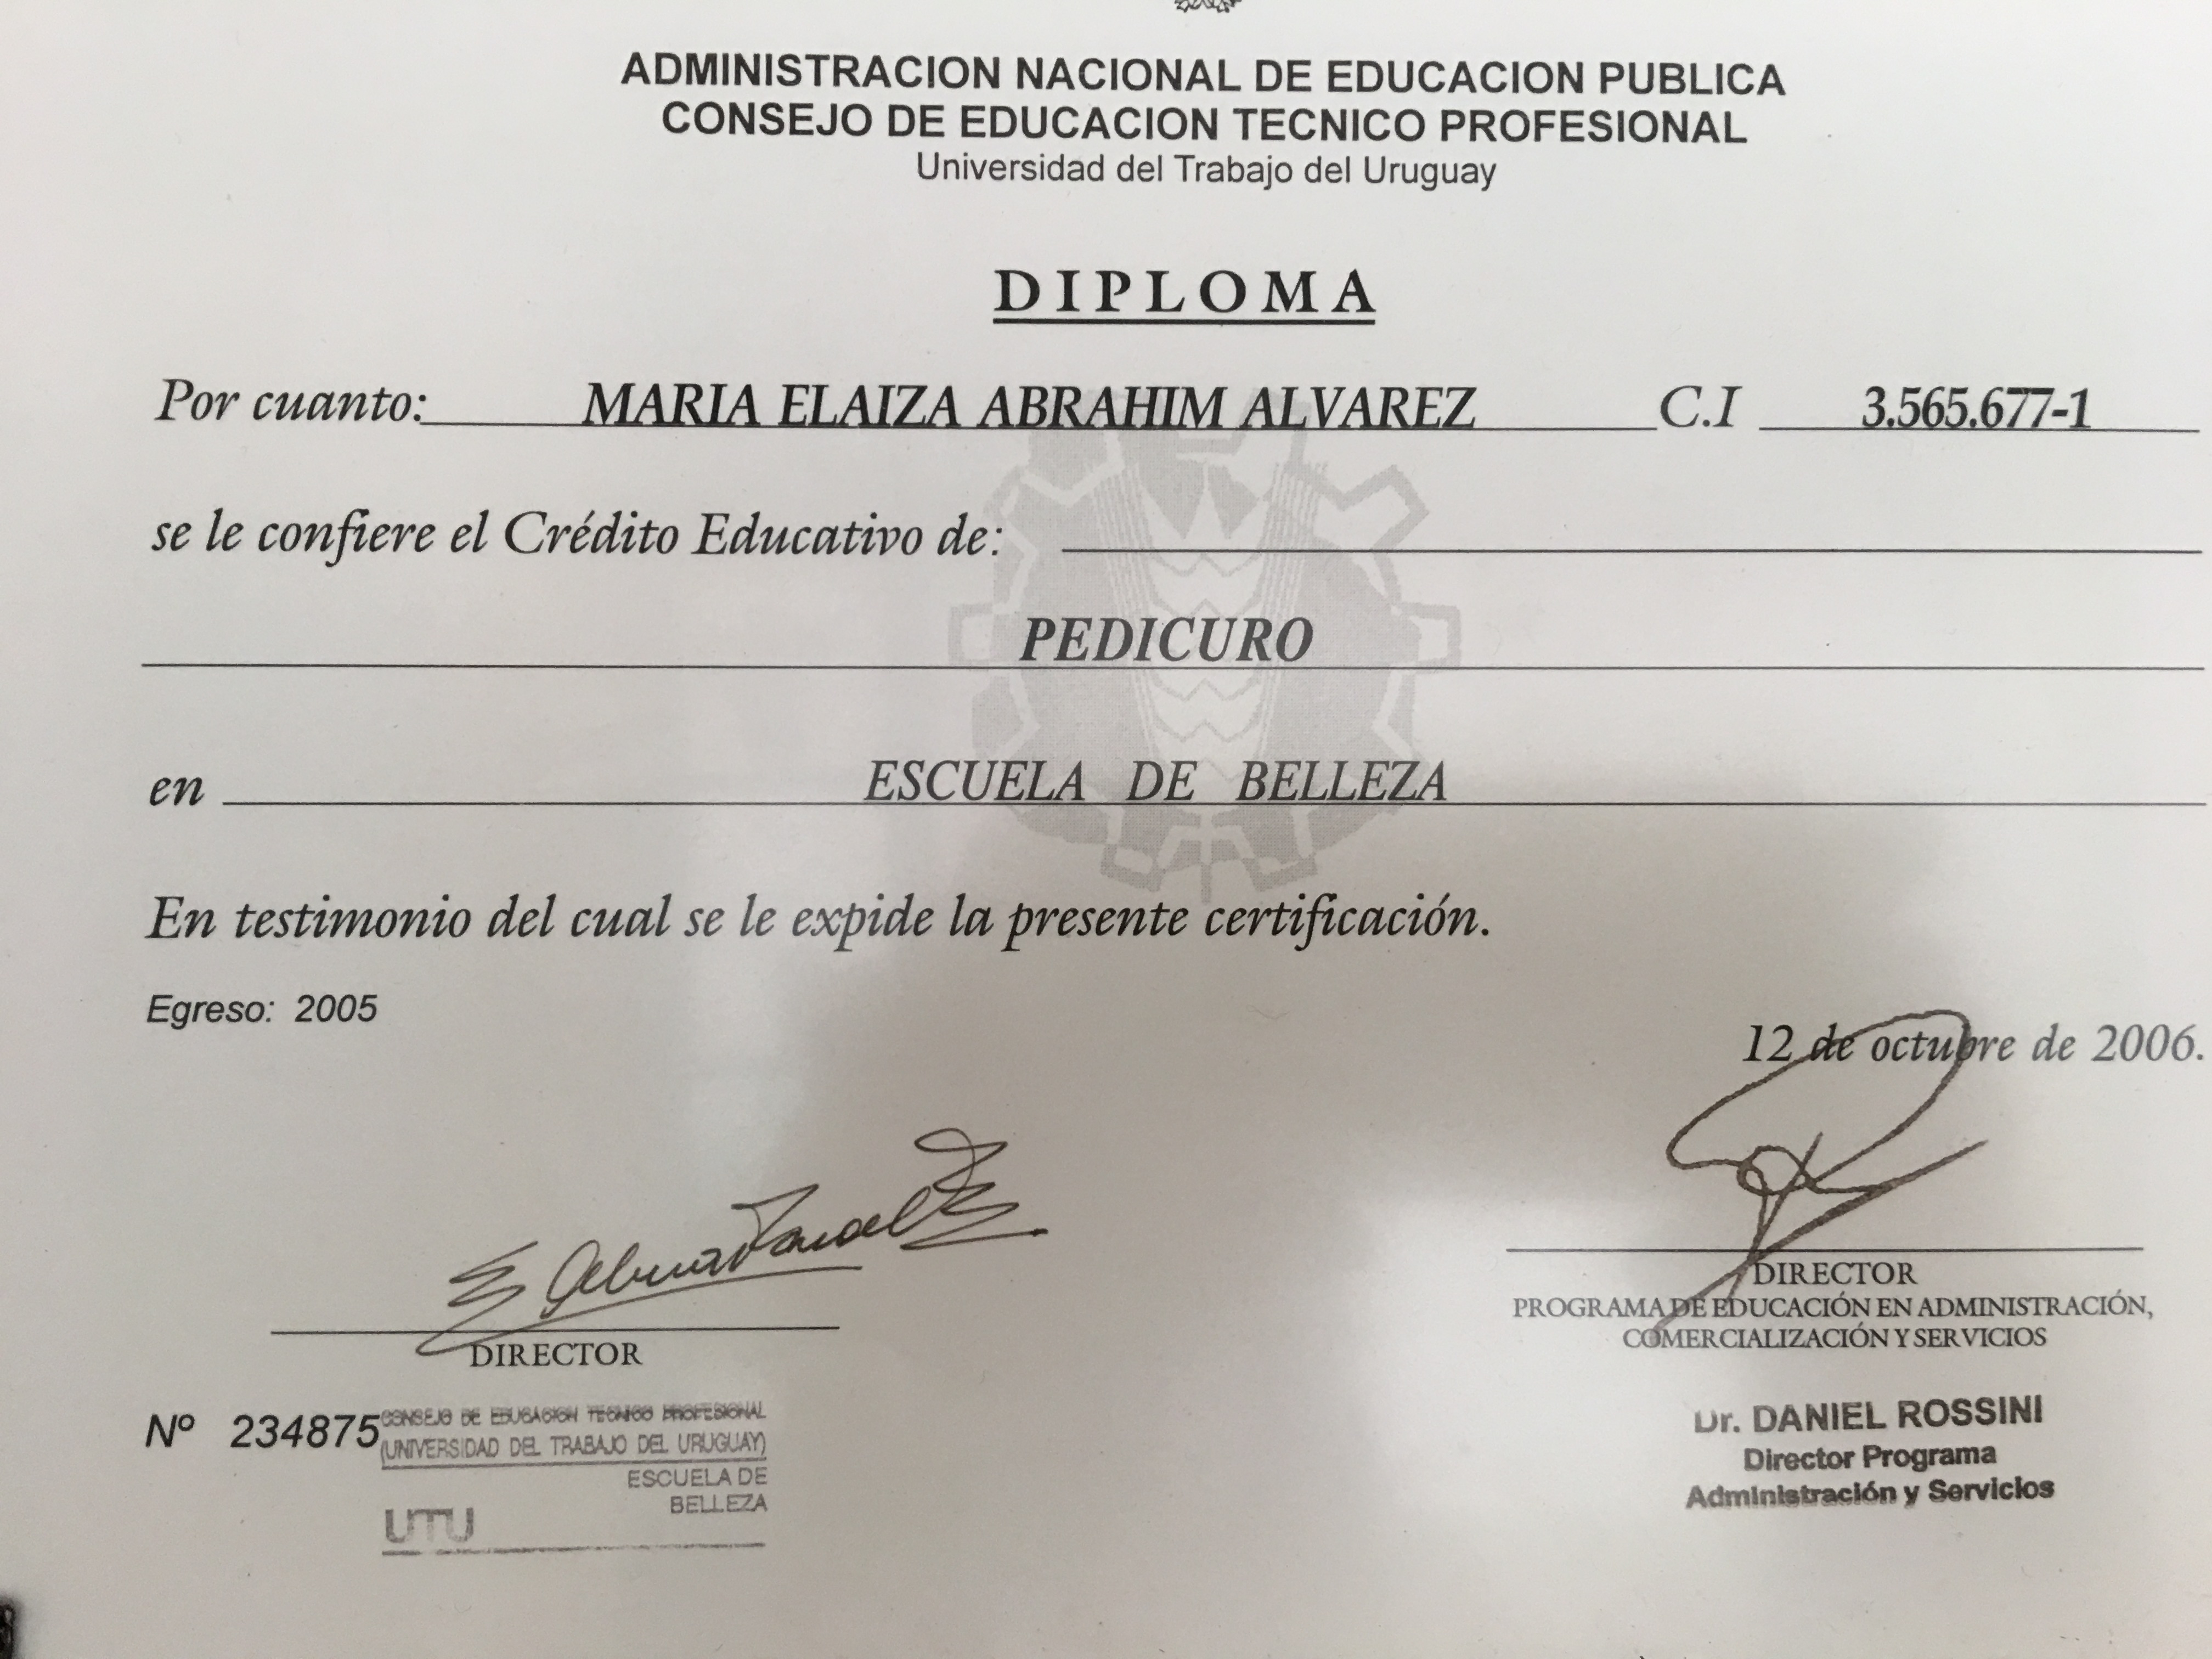 ADMINISTRACION NACIONAL DE EDUCACION PUBLICA
CONSEJO DE EDUCACION TECNICO PROFESIONAL
Universidad del Trabajo del Uruguay
DIPLOMA
Por cuanto: MARIA ELAIZA ABRAHIM ALVAREZ C.I 3.565.677-1
se le confiere el Crédito Educativo de:
PEDICURO
en ESCUELA DE BELLEZA
En testimonio del cual se le expide la presente certificación.
Egreso: 2005
12 de octubre de 2006.
DIRECTOR
PROGRAMA DE EDUCACIÓN EN ADMINISTRACIÓN,
COMERCIALIZACIÓN Y SERVICIOS
DIRECTOR
Nº 234875
CONSEJO DE EDUCACION TECNICO PROFESIONAL
(UNIVERSIDAD DEL TRABAJO DEL URUGUAY)
ESCUELA DE
BELLEZA
UTU
Dr. DANIEL ROSSINI
Director Programa
Administración y Servicios